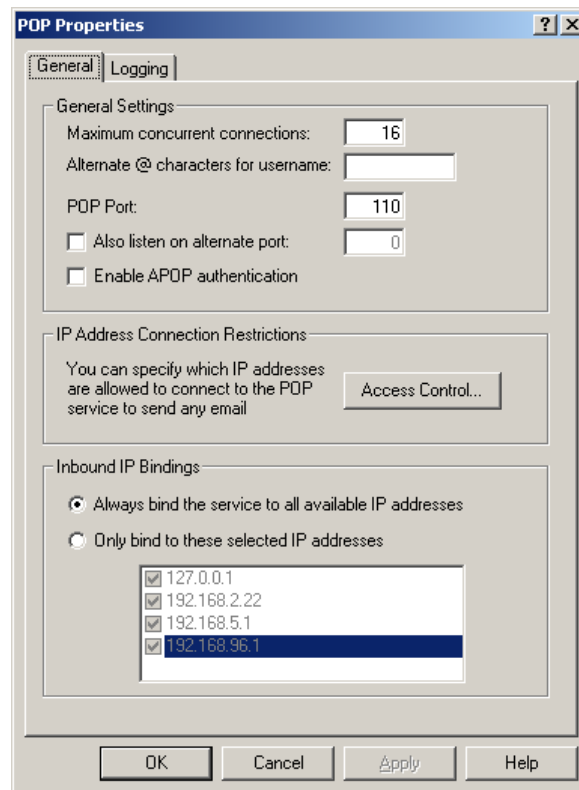 POP Properties
General
Logging
General Settings
Maximum concurrent connections: 16
Alternate @ characters for username:
POP Port: 110
Also listen on alternate port: 0
Enable APOP authentication
IP Address Connection Restrictions
You can specify which IP addresses
are allowed to connect to the POP
service to send any email
Access Control...
Inbound IP Bindings
Always bind the service to all available IP addresses
Only bind to these selected IP addresses
127.0.0.1
192.168.2.22
192.168.5.1
192.168.96.1
OK Cancel Apply Help